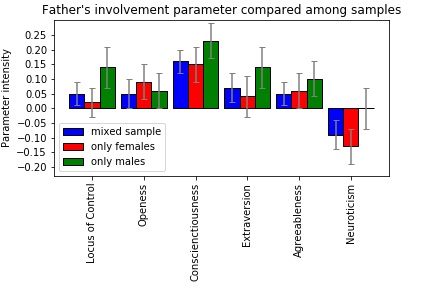 Father's involvement parameter compared among samples
Parameter intensity
0.25
0.20
0.15
0.10
0.05
0.00
−0.05
−0.10
−0.15
−0.20
mixed sample
only females
only males
Locus of Control
Openess
Conscienctiousness
Extraversion
Agreeableness
Neuroticism